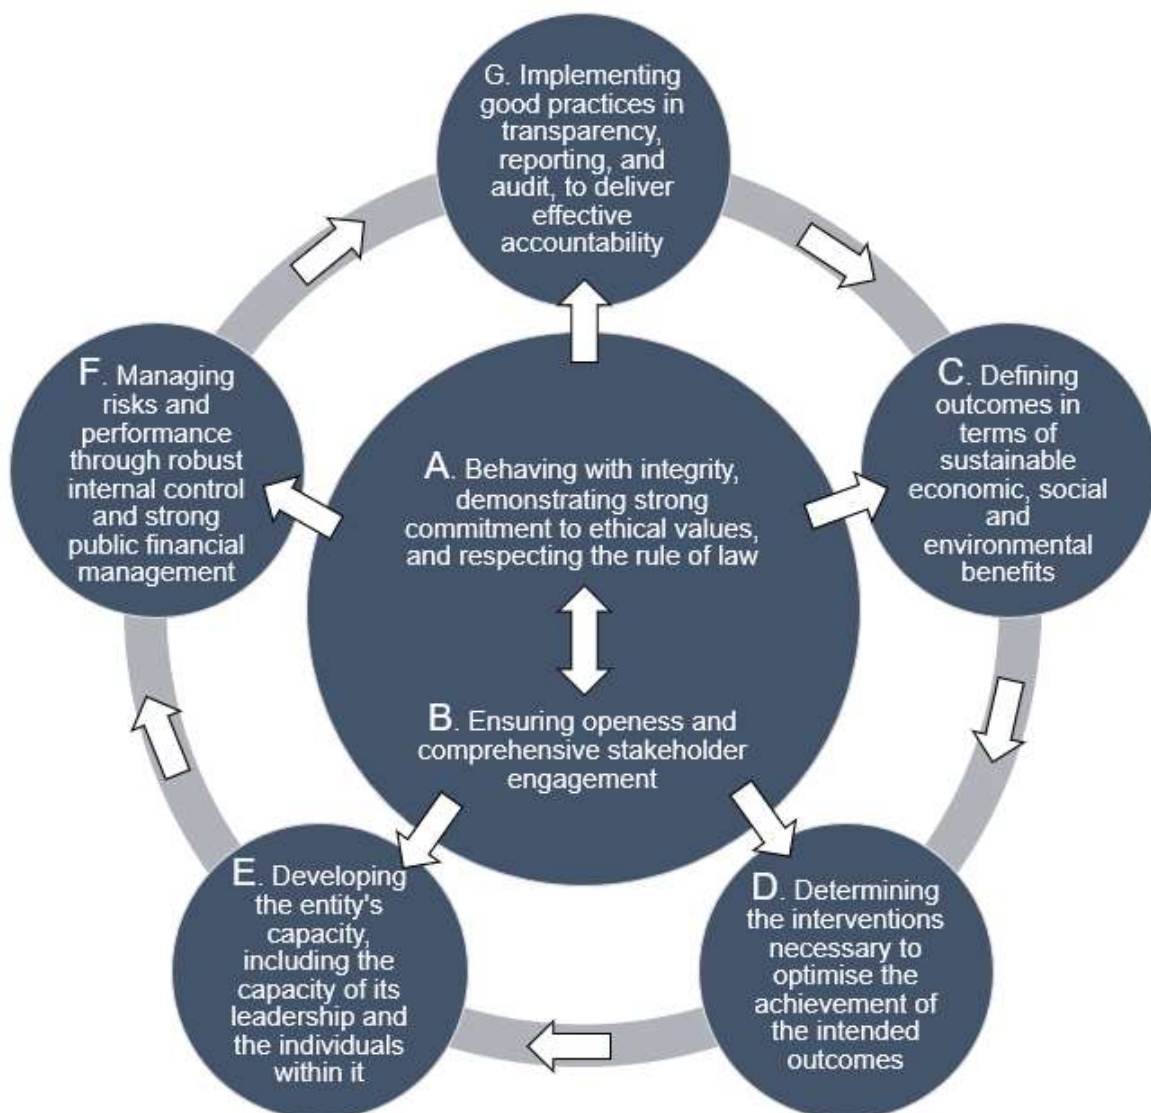 G. Implementing
good practices in
transparency,
reporting, and
audit, to deliver
effective
accountability
F. Managing
risks and
performance
through robust
internal control
and strong
public financial
management
C. Defining
outcomes in
terms of
sustainable
economic, social
and
environmental
benefits
A. Behaving with integrity,
demonstrating strong
commitment to ethical values,
and respecting the rule of law
B. Ensuring openess and
comprehensive stakeholder
engagement
E. Developing
the entity's
capacity,
including the
capacity of its
leadership and
the individuals
within it
D. Determining
the interventions
necessary to
optimise the
achievement of
the intended
outcomes